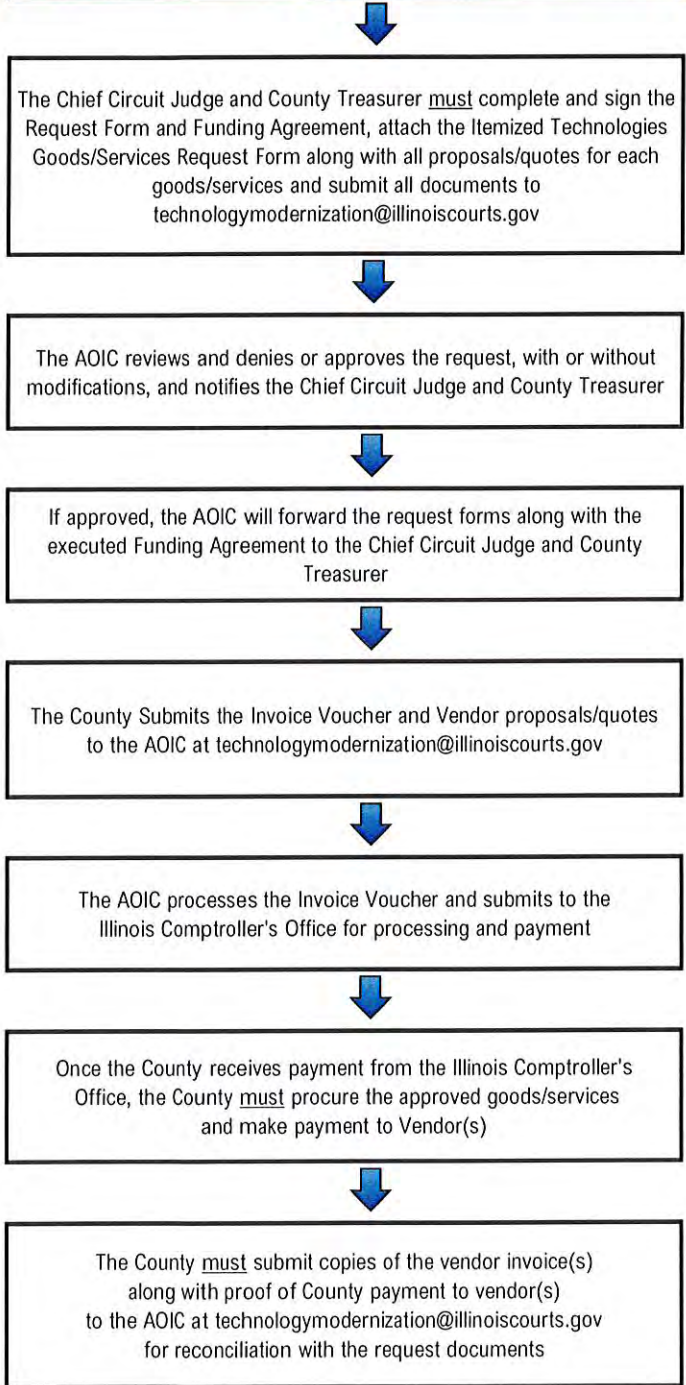 The Chief Circuit Judge and County Treasurer must complete and sign the
Request Form and Funding Agreement, attach the Itemized Technologies
Goods/Services Request Form along with all proposals/quotes for each
goods/services and submit all documents to
technologymodernization@illinoiscourts.gov
The AOIC reviews and denies or approves the request, with or without
modifications, and notifies the Chief Circuit Judge and County Treasurer
If approved, the AOIC will forward the request forms along with the
executed Funding Agreement to the Chief Circuit Judge and County
Treasurer
The County Submits the Invoice Voucher and Vendor proposals/quotes
to the AOIC at technologymodernization@illinoiscourts.gov
The AOIC processes the Invoice Voucher and submits to the
Illinois Comptroller's Office for processing and payment
Once the County receives payment from the Illinois Comptroller's
Office, the County must procure the approved goods/services
and make payment to Vendor(s)
The County must submit copies of the vendor invoice(s)
along with proof of County payment to vendor(s)
to the AOIC at technologymodernization@illinoiscourts.gov
for reconciliation with the request documents